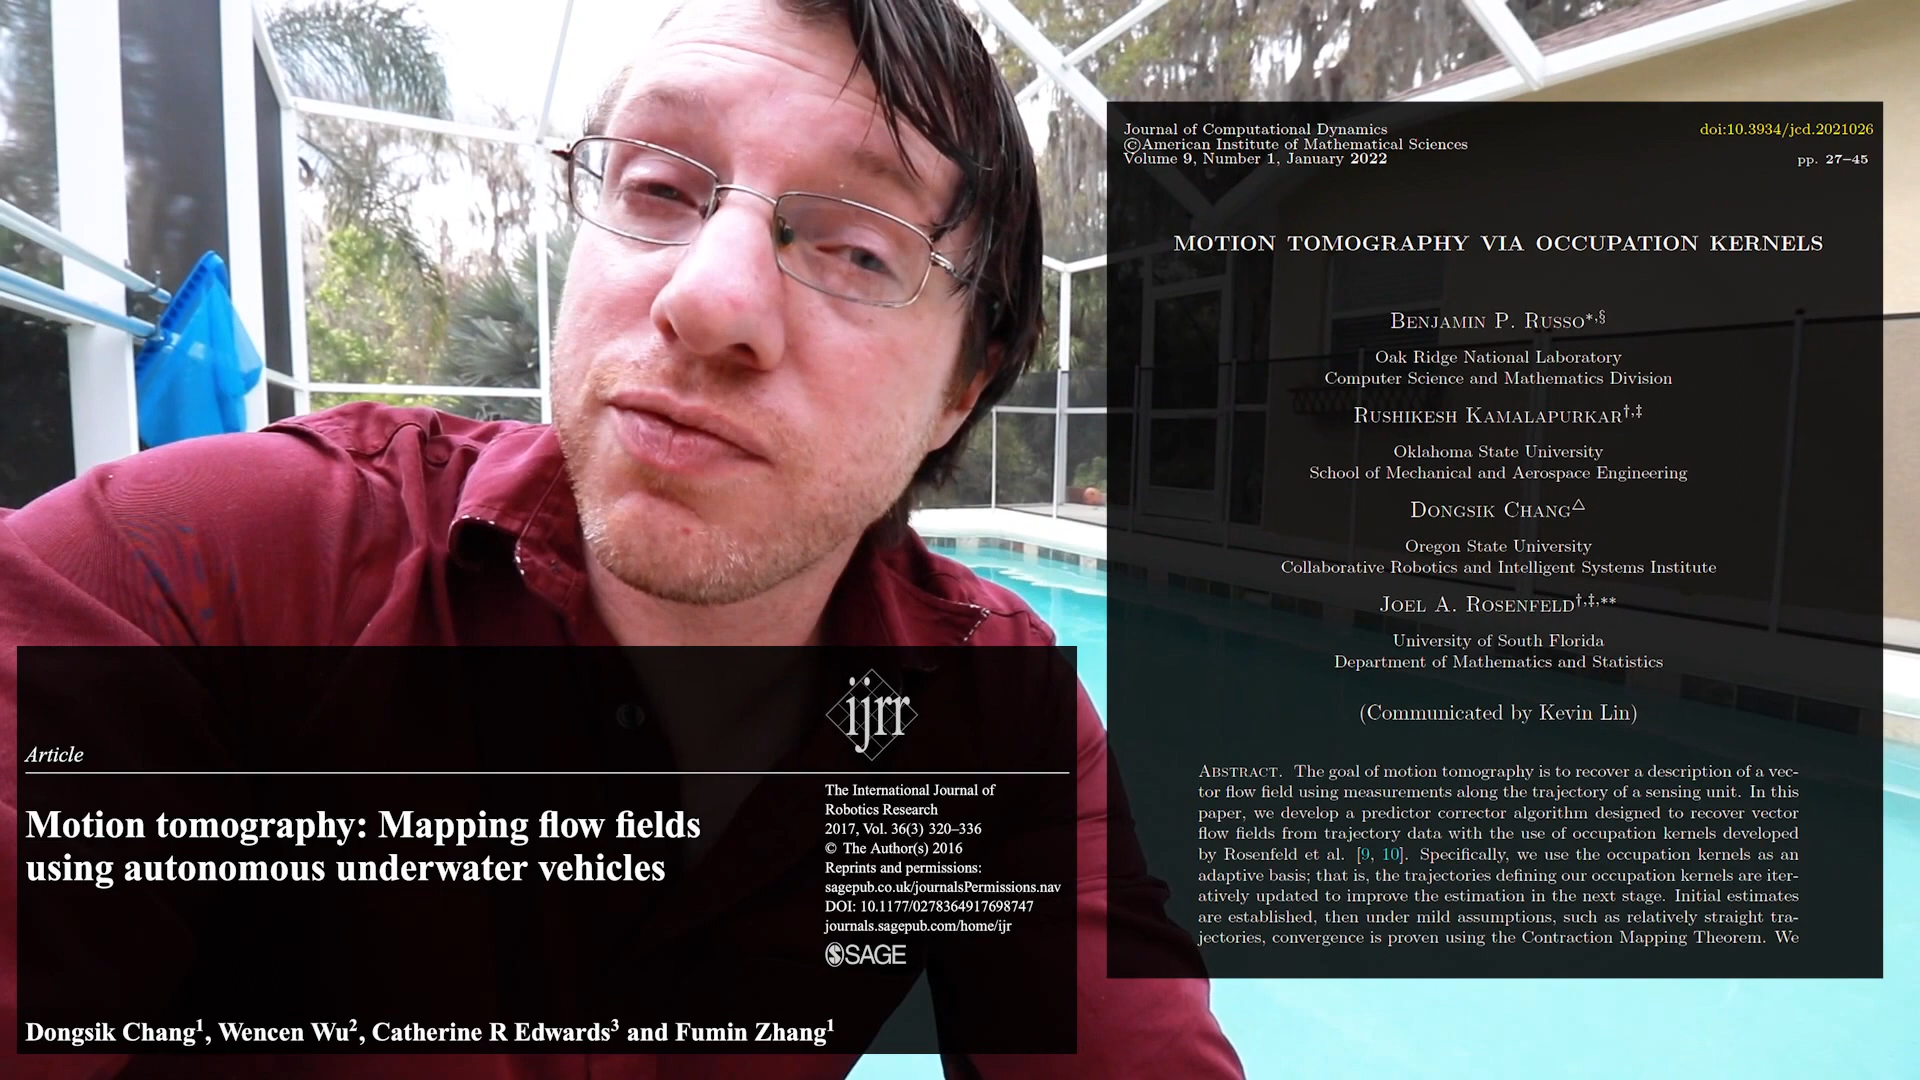 Journal of Computational Dynamics
©American Institute of Mathematical Sciences
Volume 9, Number 1, January 2022
doi:10.3934/jcd.2021026
pp. 27–45
MOTION TOMOGRAPHY VIA OCCUPATION KERNELS
Benjamin P. Russo*,§
Oak Ridge National Laboratory
Computer Science and Mathematics Division
Rushikesh Kamalapurkar†,‡
Oklahoma State University
School of Mechanical and Aerospace Engineering
Dongsik Chang△
Oregon State University
Collaborative Robotics and Intelligent Systems Institute
Joel A. Rosenfeld†,‡,**
University of South Florida
Department of Mathematics and Statistics
(Communicated by Kevin Lin)
Abstract. The goal of motion tomography is to recover a description of a vec-
tor flow field using measurements along the trajectory of a sensing unit. In this
paper, we develop a predictor corrector algorithm designed to recover vector
flow fields from trajectory data with the use of occupation kernels developed
by Rosenfeld et al. [9, 10]. Specifically, we use the occupation kernels as an
adaptive basis; that is, the trajectories defining our occupation kernels are iter-
atively updated to improve the estimation in the next stage. Initial estimates
are established, then under mild assumptions, such as relatively straight tra-
jectories, convergence is proven using the Contraction Mapping Theorem. We
ijrr
Article
Motion tomography: Mapping flow fields
using autonomous underwater vehicles
The International Journal of
Robotics Research
2017, Vol. 36(3) 320–336
© The Author(s) 2016
Reprints and permissions:
sagepub.co.uk/journalsPermissions.nav
DOI: 10.1177/0278364917698747
journals.sagepub.com/home/ijr
SAGE
Dongsik Chang1, Wencen Wu2, Catherine R Edwards3 and Fumin Zhang1